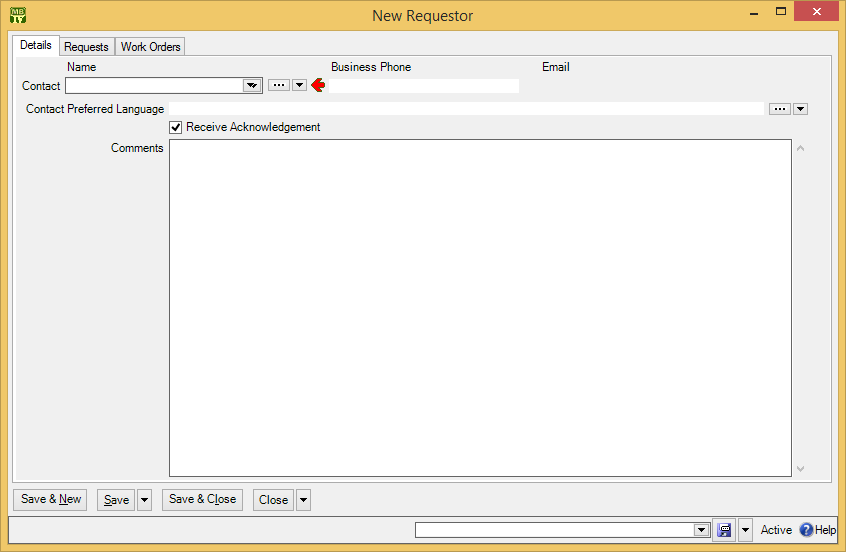 MB
IV
New Requestor
Details Requests Work Orders
Name Business Phone Email
Contact
Contact Preferred Language
Receive Acknowledgement
Comments
Save & New Save Save & Close Close
Active Help